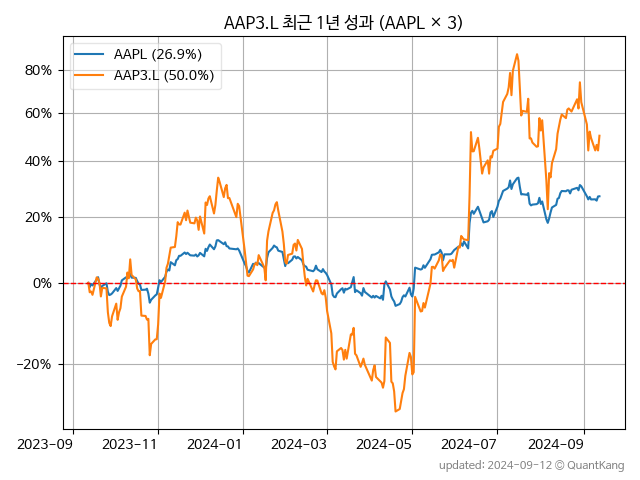 AAP3.L 최근 1년 성과 (AAPL × 3)
AAPL (26.9%)
AAP3.L (50.0%)
80%
60%
40%
20%
0%
−20%
2023-09 2023-11 2024-01 2024-03 2024-05 2024-07 2024-09
updated: 2024-09-12 © QuantKang